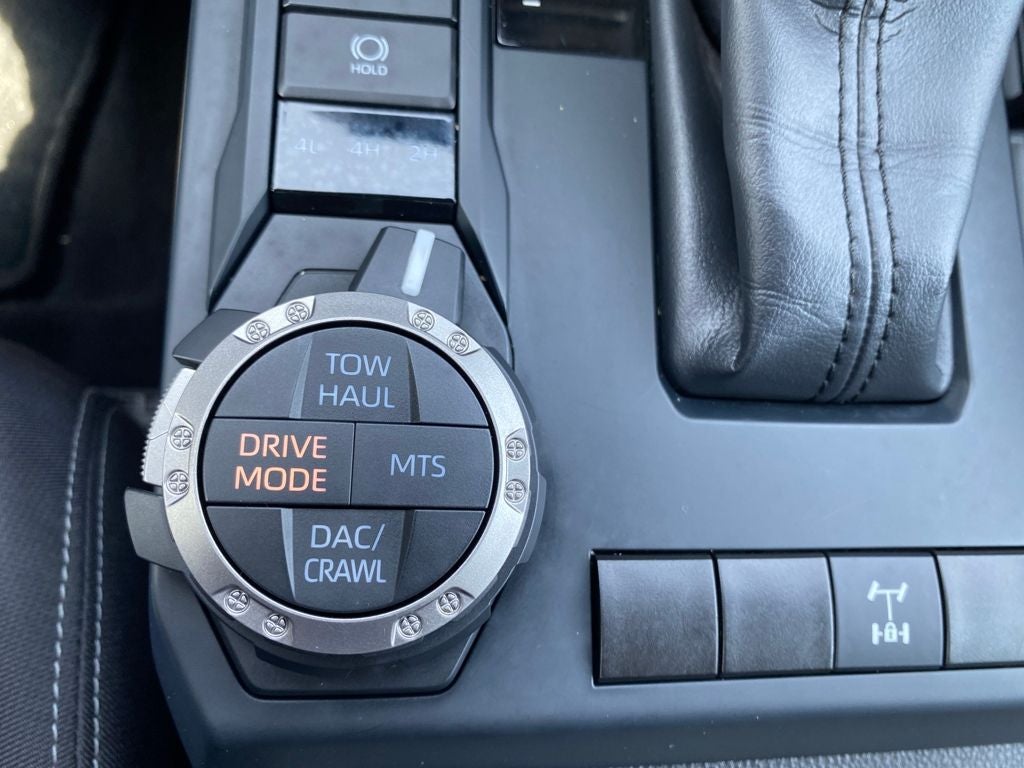 HOLD
4L 4H 2H
TOW
HAUL
DRIVE
MODE
MTS
DAC/
CRAWL